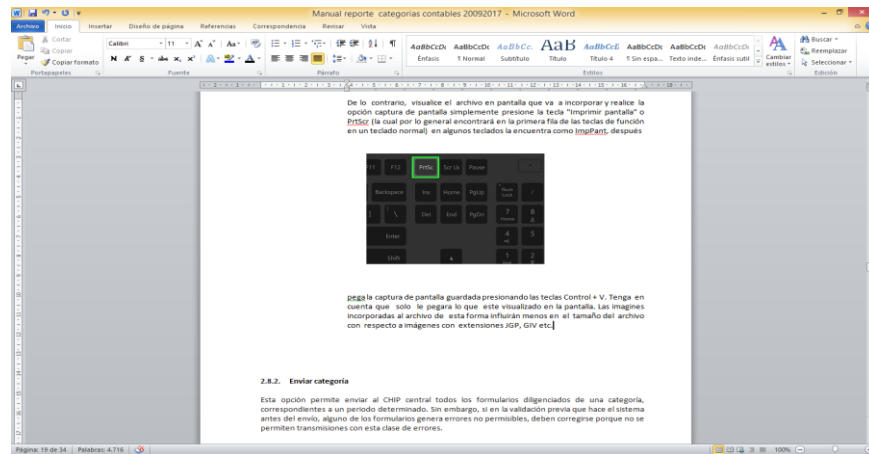 Manual reporte categorias contables 20092017 - Microsoft Word
Archivo Inicio Insertar Diseño de página Referencias Correspondencia Revisar Vista
Cortar
Copiar
Copiar formato
Pegar
Portapapeles
Calibri 11
Fuente
Párrafo
AaBbCcDc AaBbCcDc AaBbCc. AaB AaBbCcD AaBbCcDc AaBbCcDc AaBbCcDc
Énfasis ¶ Normal Subtítulo Título Título 4 ¶ Sin espa... Texto inde... Énfasis sutil
Cambiar estilos
Estilos
Buscar
Reemplazar
Seleccionar
Edición
De lo contrario, visualice el archivo en pantalla que va a incorporar y realice la
opción captura de pantalla simplemente presione la tecla "Imprimir pantalla" o
PrtScr (la cual por lo general encontrará en la primera fila de las teclas de función
en un teclado normal) en algunos teclados la encuentra como ImpPant, después
F11 F12 PrtSc Scr Lk Pause
Backspace Ins Home PgUp Num Lock /
] \ Del End PgDn 7 Home 8
Enter 4 5
Shift 1 2
pega la captura de pantalla guardada presionando las teclas Control + V. Tenga en
cuenta que solo le pegara lo que este visualizado en la pantalla. Las imagines
incorporadas al archivo de esta forma influirán menos en el tamaño del archivo
con respecto a imágenes con extensiones JGP, GIV etc.
2.8.2. Enviar categoría
Esta opción permite enviar al CHIP central todos los formularios diligenciados de una categoría,
correspondientes a un periodo determinado. Sin embargo, si en la validación previa que hace el sistema
antes del envío, alguno de los formularios genera errores no permisibles, deben corregirse porque no se
permiten transmisiones con esta clase de errores.
Página: 19 de 34 Palabras: 4.716 100%